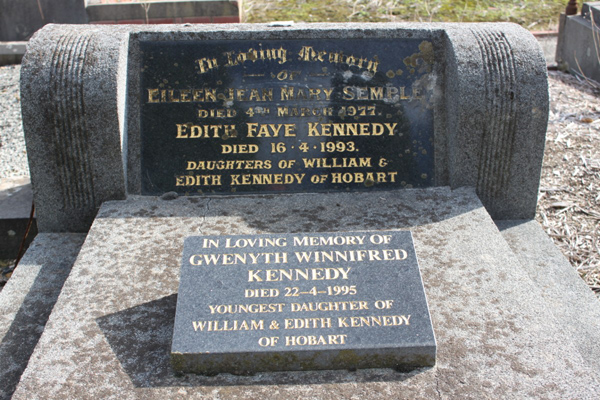 In Loving Memory
OF
EILEEN JEAN MARY SEMPLE
DIED 4TH MARCH 1977.
EDITH FAYE KENNEDY
DIED 16·4·1993.
DAUGHTERS OF WILLIAM &
EDITH KENNEDY OF HOBART
IN LOVING MEMORY OF
GWENYTH WINNIFRED
KENNEDY
DIED 22-4-1995
YOUNGEST DAUGHTER OF
WILLIAM & EDITH KENNEDY
OF HOBART